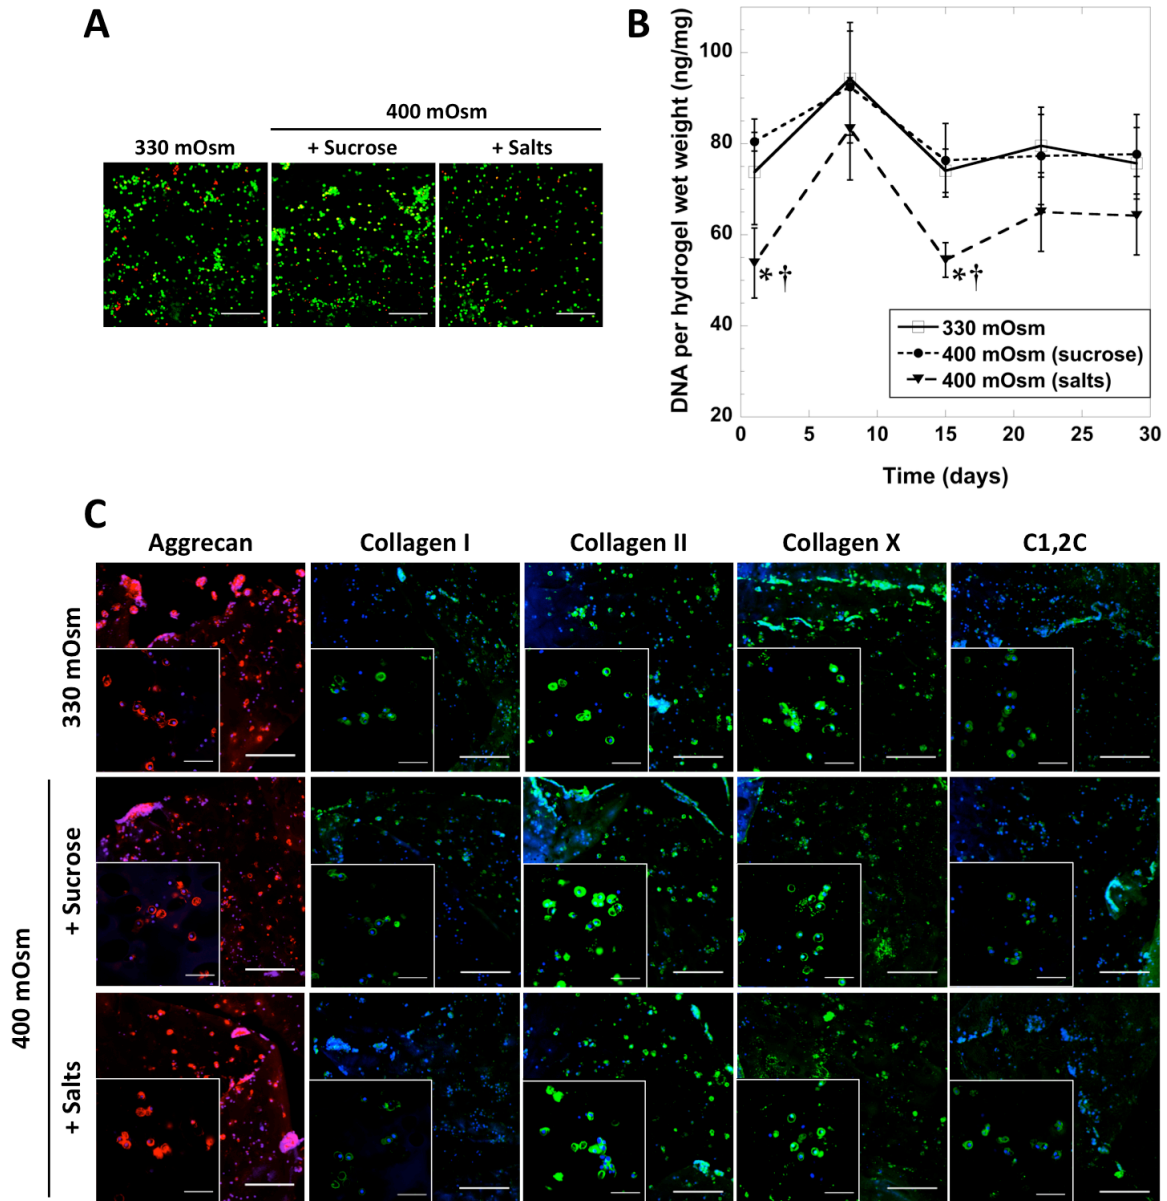 A
400 mOsm
330 mOsm
+ Sucrose
+ Salts
B
DNA per hydrogel wet weight (ng/mg)
100
80
60
40
20
* †
* †
330 mOsm
400 mOsm (sucrose)
400 mOsm (salts)
0
5
10
15
20
25
30
Time (days)
C
Aggrecan
Collagen I
Collagen II
Collagen X
C1,2C
330 mOsm
400 mOsm
+ Sucrose
+ Salts